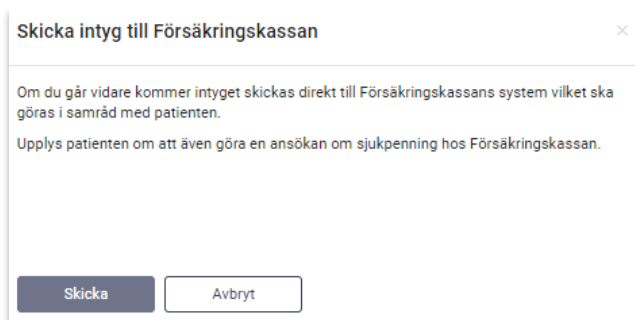 Skicka intyg till Försäkringskassan
Om du går vidare kommer intyget skickas direkt till Försäkringskassans system vilket ska
göras i samråd med patienten.
Upplys patienten om att även göra en ansökan om sjukpenning hos Försäkringskassan.
Skicka
Avbryt